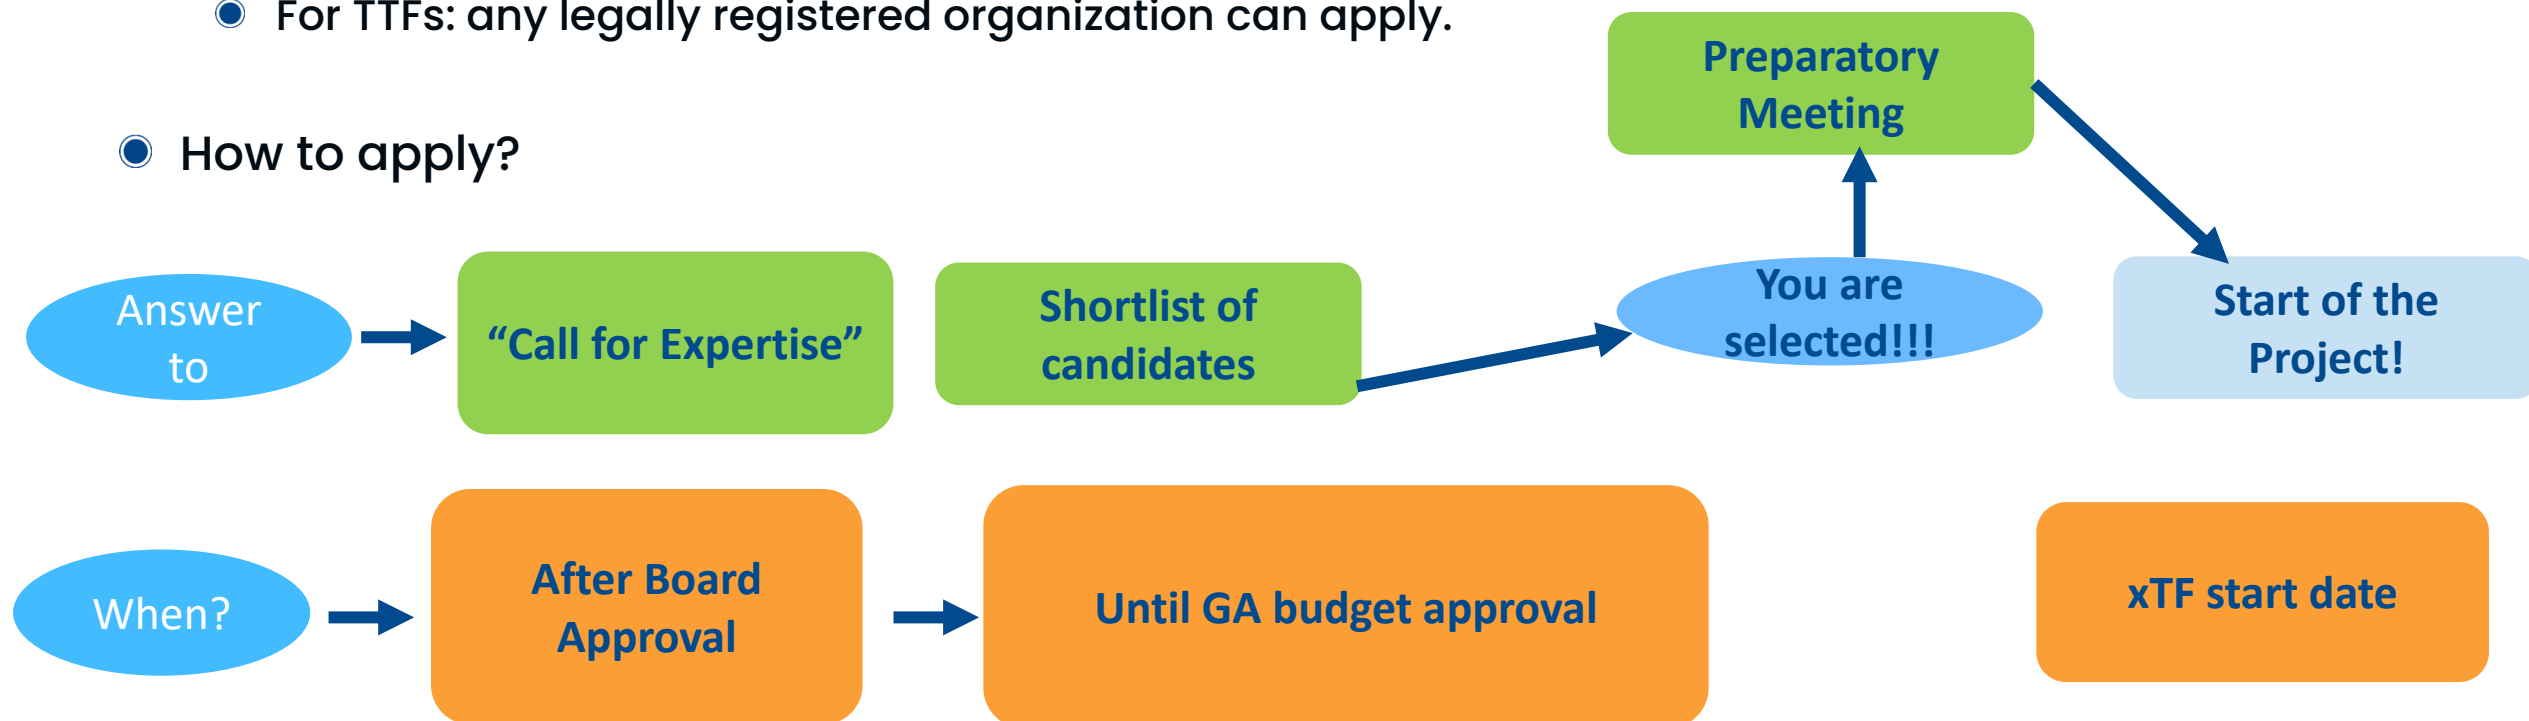 For TTFs: any legally registered organization can apply.
How to apply?
Preparatory
Meeting
Answer
to
“Call for Expertise”
Shortlist of
candidates
You are
selected!!!
Start of the
Project!
When?
After Board
Approval
Until GA budget approval
xTF start date